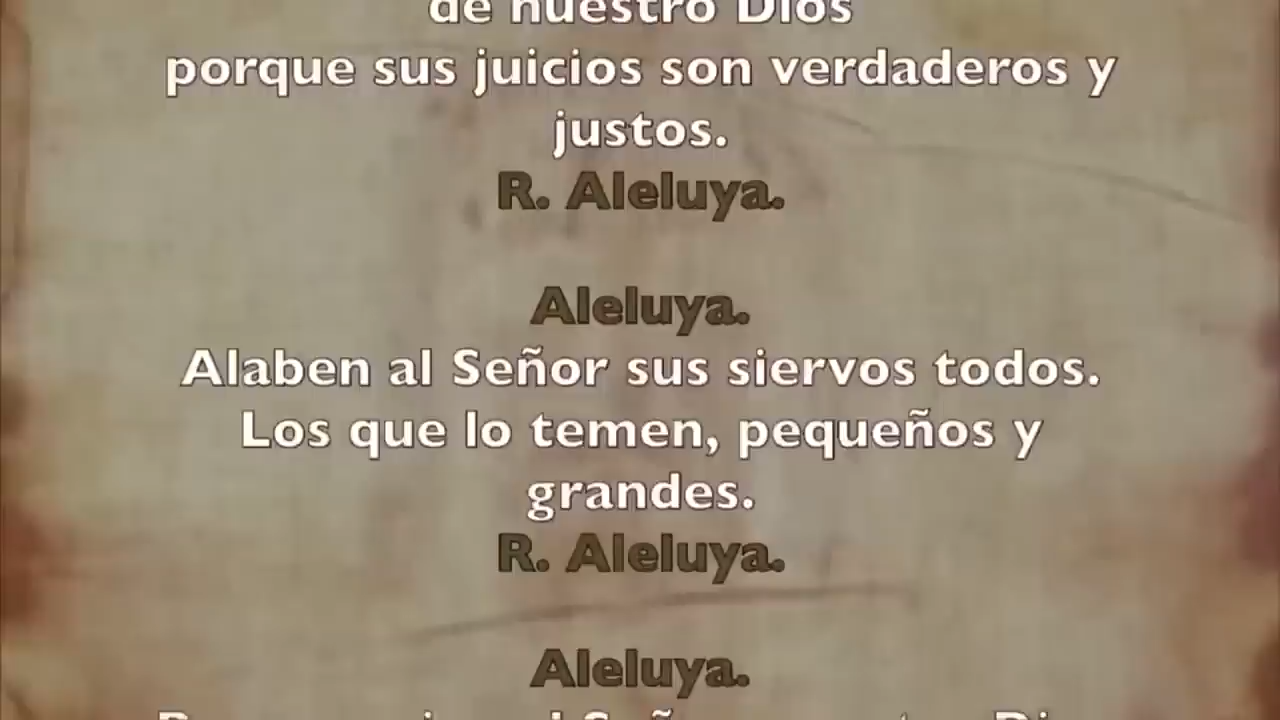 de nuestro Dios
porque sus juicios son verdaderos y
justos.
R. Aleluya.
Aleluya.
Alaben al Señor sus siervos todos.
Los que lo temen, pequeños y
grandes.
R. Aleluya.
Aleluya.